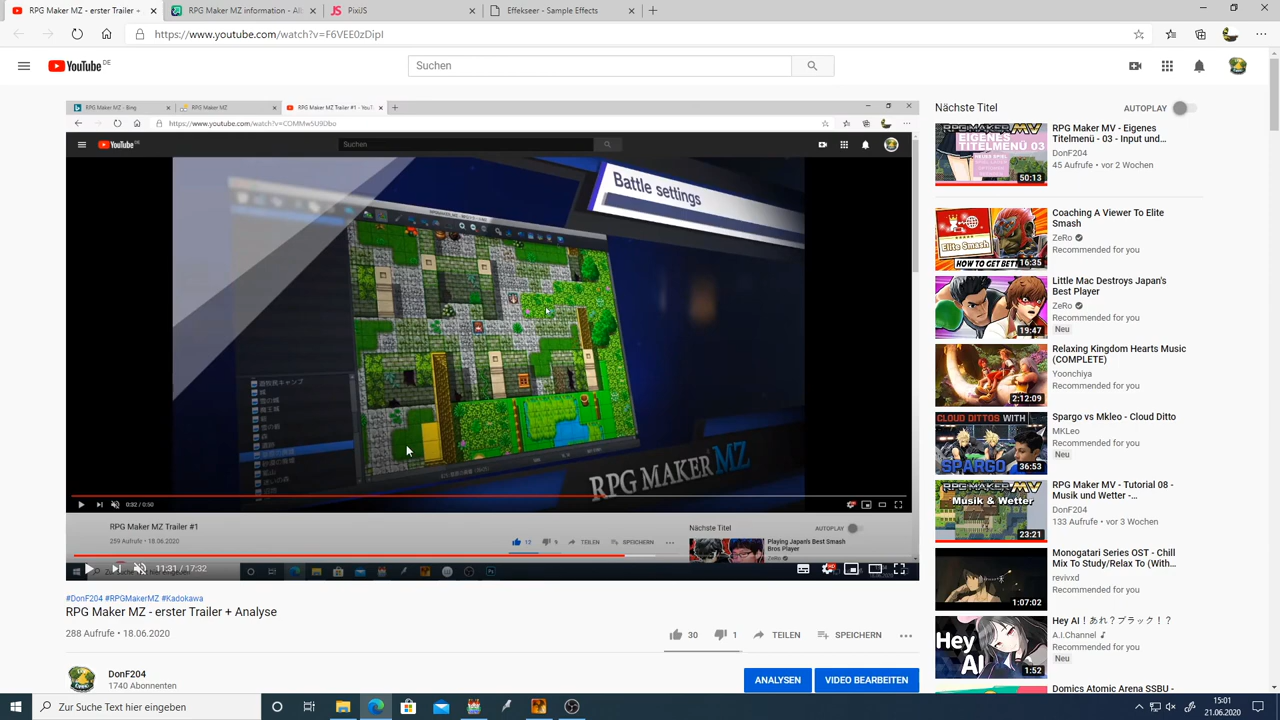 RPG Maker MZ - erster Trailer +
RPG Maker MZ information - Alb
PixiJS
Effekseer - Sample Effects
https://www.youtube.com/watch?v=F6VEE0zDipI
YouTube DE
Suchen
RPG Maker MZ - Bing
RPG Maker MZ
RPG Maker MZ Trailer #1 - YouT
https://www.youtube.com/watch?v=COMMw5U9Dbo
YouTube
Suchen
Battle settings
RPG MAKER MZ
0:32 / 0:50
RPG Maker MZ Trailer #1
259 Aufrufe • 18.06.2020
12
9
TEILEN
SPEICHERN
Nächste Titel
AUTOPLAY
Playing Japan's Best Smash
Bros Player
ZeRo
11:31 / 17:32
#DonF204 #RPGMakerMZ #Kadokawa
RPG Maker MZ - erster Trailer + Analyse
288 Aufrufe • 18.06.2020
30
1
TEILEN
SPEICHERN
DonF204
1740 Abonnenten
ANALYSEN
VIDEO BEARBEITEN
Nächste Titel
AUTOPLAY
RPGMAKERMV
EIGENES
TITELMENÜ 03
50:13
RPG Maker MV - Eigenes
Titelmenü - 03 - Input und...
DonF204
45 Aufrufe • vor 2 Wochen
Elite Smash
HOW TO GET BETT
16:35
Coaching A Viewer To Elite
Smash
ZeRo
Recommended for you
19:47
Little Mac Destroys Japan's
Best Player
ZeRo
Recommended for you
Neu
2:12:09
Relaxing Kingdom Hearts Music
(COMPLETE)
Yoonchiya
Recommended for you
CLOUD DITTOS WITH
SPARGO
36:53
Spargo vs Mkleo - Cloud Ditto
MKLeo
Recommended for you
Neu
RPGMAKERMV
Musik & Wetter
23:21
RPG Maker MV - Tutorial 08 -
Musik und Wetter -...
DonF204
133 Aufrufe • vor 3 Wochen
1:07:02
Monogatari Series OST - Chill
Mix To Study/Relax To (With...
revivxd
Recommended for you
Hey
AI
1:52
Hey AI！あれ？ブラック！？
A.I.Channel
Recommended for you
Neu
Domics Atomic Arena SSBU -
Zur Suche Text hier eingeben
15:01
21.06.2020